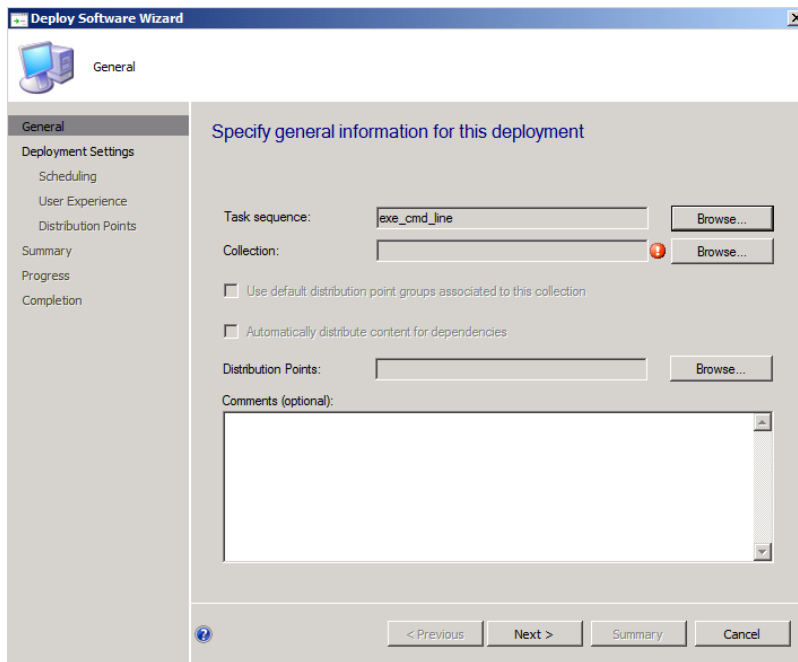 Deploy Software Wizard
General
General
Deployment Settings
Scheduling
User Experience
Distribution Points
Summary
Progress
Completion
Specify general information for this deployment
Task sequence: exe_cmd_line Browse...
Collection: Browse...
Use default distribution point groups associated to this collection
Automatically distribute content for dependencies
Distribution Points: Browse...
Comments (optional):
< Previous Next > Summary Cancel